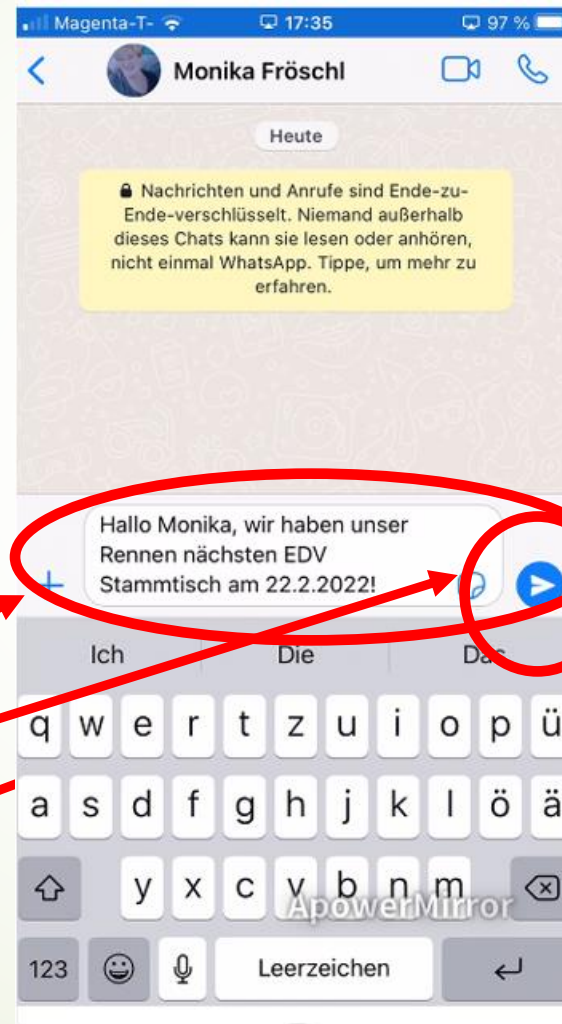 Magenta-T- 17:35 97 %
Monika Fröschl
Heute
Nachrichten und Anrufe sind Ende-zu-
Ende-verschlüsselt. Niemand außerhalb
dieses Chats kann sie lesen oder anhören,
nicht einmal WhatsApp. Tippe, um mehr zu
erfahren.
Hallo Monika, wir haben unser
Rennen nächsten EDV
Stammtisch am 22.2.2022!
Ich Die Das
q w e r t z u i o p ü
a s d f g h j k l ö ä
y x c v b n m
ApowerMirror
123 Leerzeichen